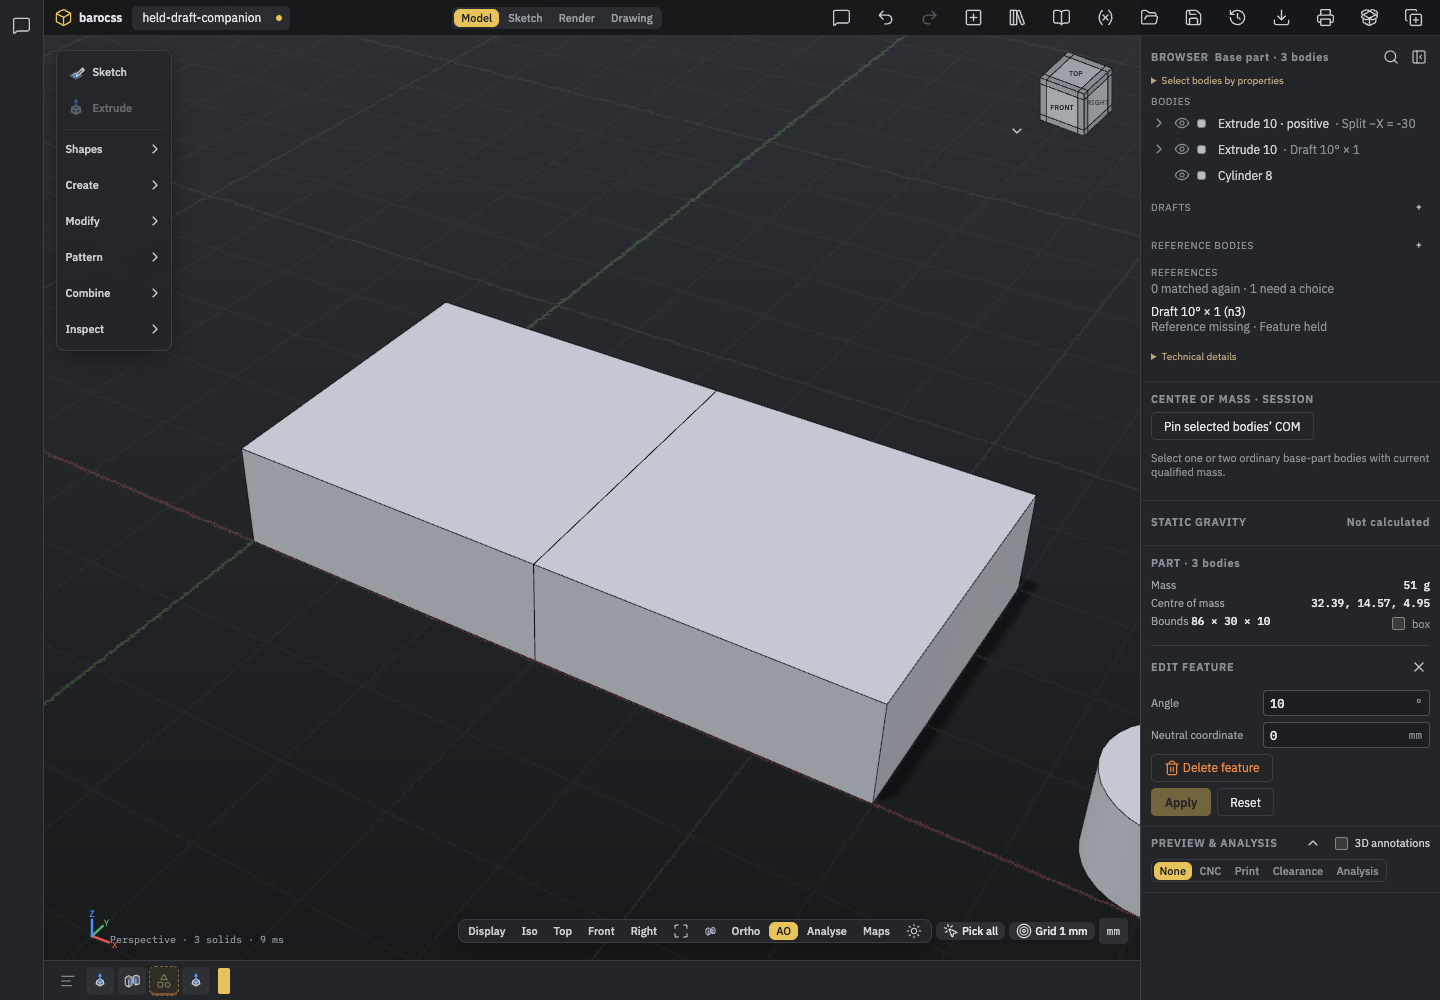 barocss
held-draft-companion
Model
Sketch
Render
Drawing
Sketch
Extrude
Shapes
Create
Modify
Pattern
Combine
Inspect
TOP
FRONT
RIGHT
BROWSER Base part · 3 bodies
Select bodies by properties
BODIES
Extrude 10 · positive · Split –X = -30
Extrude 10 · Draft 10° × 1
Cylinder 8
DRAFTS
REFERENCE BODIES
REFERENCES
0 matched again · 1 need a choice
Draft 10° × 1 (n3)
Reference missing · Feature held
Technical details
CENTRE OF MASS · SESSION
Pin selected bodies’ COM
Select one or two ordinary base-part bodies with current
qualified mass.
STATIC GRAVITY Not calculated
PART · 3 bodies
Mass 51 g
Centre of mass 32.39, 14.57, 4.95
Bounds 86 × 30 × 10 box
EDIT FEATURE
Angle 10 °
Neutral coordinate 0 mm
Delete feature
Apply Reset
PREVIEW & ANALYSIS 3D annotations
None CNC Print Clearance Analysis
Z
Y
X
Perspective · 3 solids · 9 ms
Display Iso Top Front Right Ortho AO Analyse Maps Pick all Grid 1 mm mm